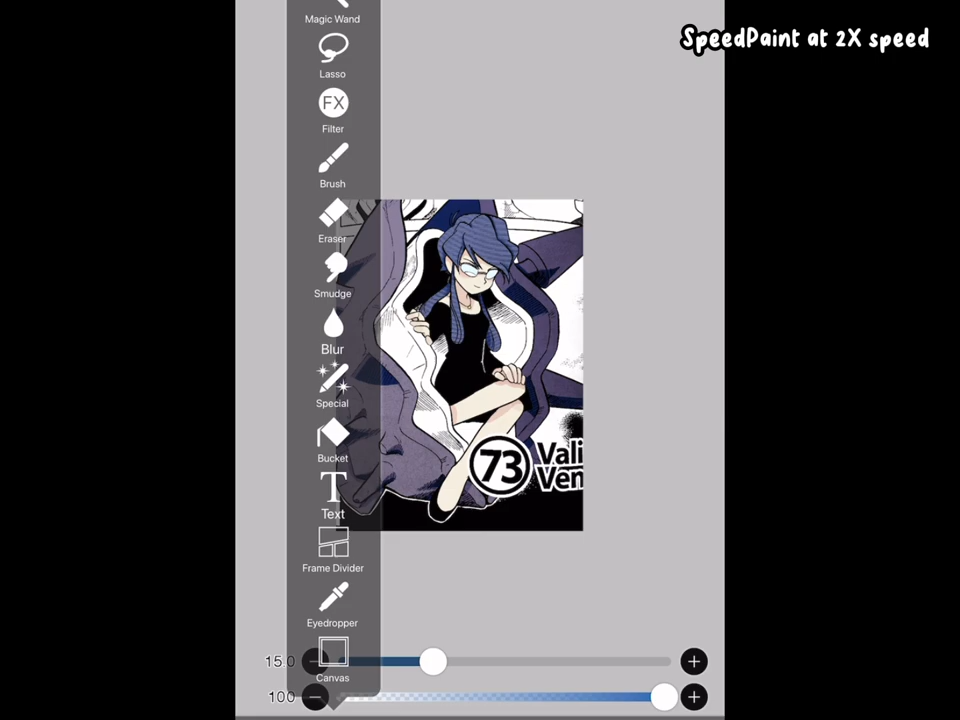 SpeedPaint at 2X speed
Magic Wand
Lasso
FX
Filter
Brush
Eraser
Smudge
Blur
Special
Bucket
T
Text
Frame Divider
Eyedropper
Canvas
73 Vali
Ven
15.0
100